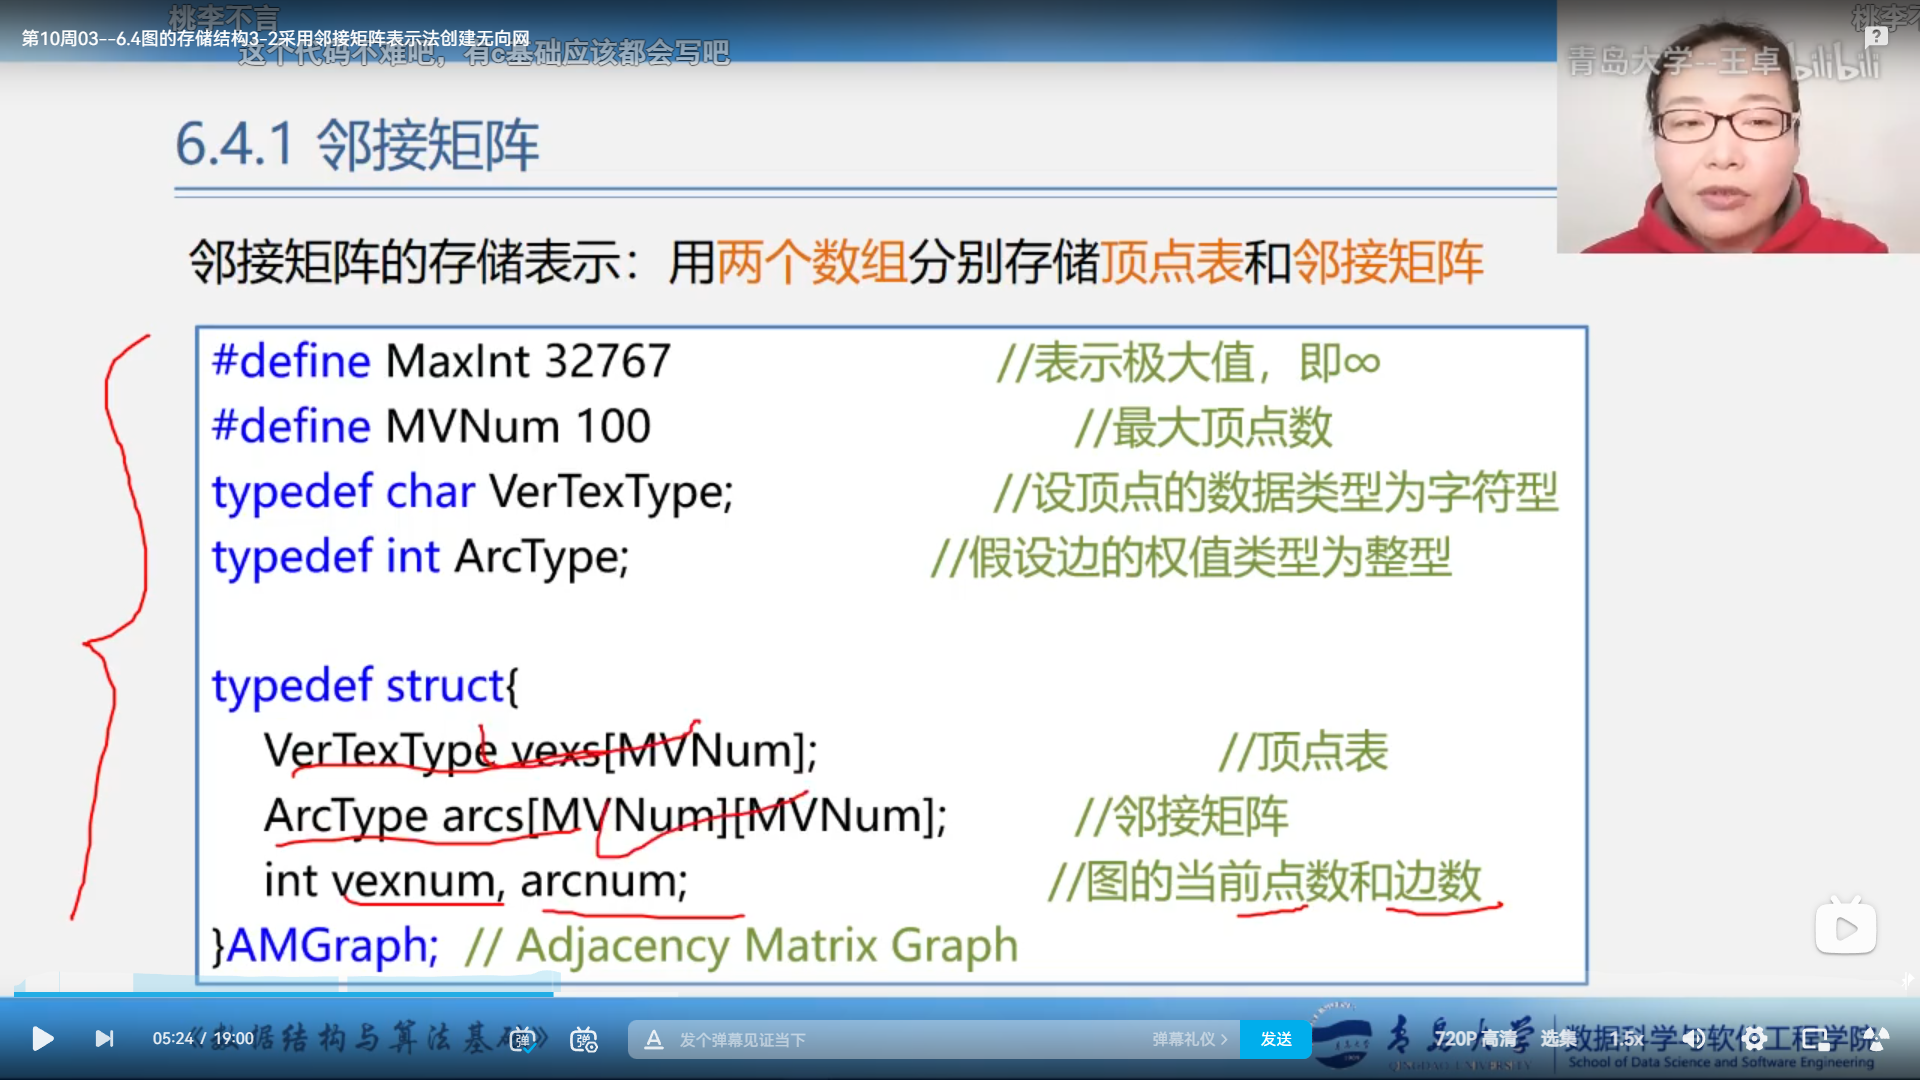 桃李不言
桃李不
第10周03--6.4图的存储结构3-2采用邻接矩阵表示法创建无向网
这个代码不难吧，有c基础应该都会写吧
青岛大学--王卓 bilibili
6.4.1 邻接矩阵
邻接矩阵的存储表示：用两个数组分别存储顶点表和邻接矩阵
#define MaxInt 32767 //表示极大值，即∞
#define MVNum 100 //最大顶点数
typedef char VerTexType; //设顶点的数据类型为字符型
typedef int ArcType; //假设边的权值类型为整型
typedef struct{
VerTexType vexs[MVNum]; //顶点表
ArcType arcs[MVNum][MVNum]; //邻接矩阵
int vexnum, arcnum; //图的当前点数和边数
}AMGraph; // Adjacency Matrix Graph
05:24 / 19:00
《数据结构与算法基础》
弹
弹
A 发个弹幕见证当下
弹幕礼仪 >
发送
青岛大学
QINGDAO UNIVERSITY
720P 高清
选集
1.5x
数据科学与软件工程学院
School of Data Science and Software Engineering